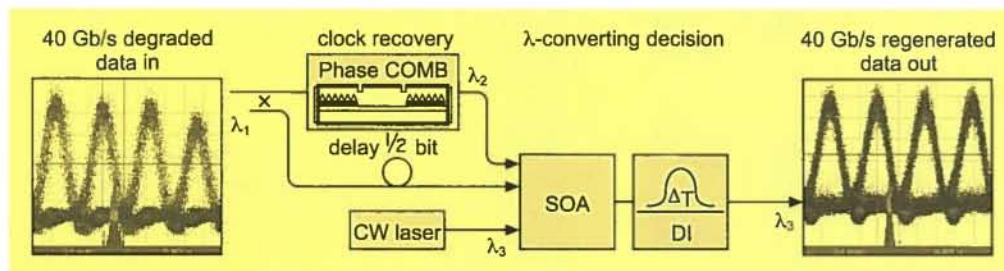 40 Gb/s degraded
data in
clock recovery
Phase COMB
λ2
λ1
delay 1/2 bit
CW laser
λ3
SOA
λ-converting decision
ΔT
DI
λ3
40 Gb/s regenerated
data out